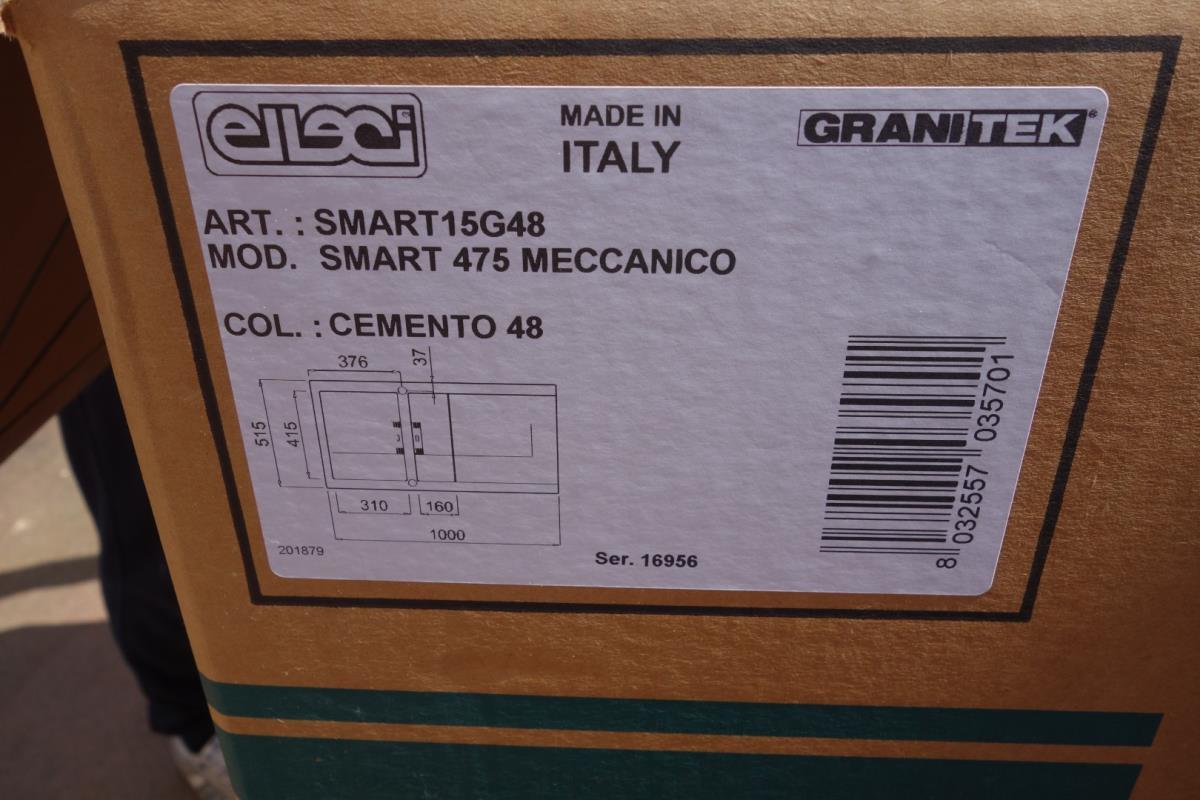 elleci®
MADE IN
ITALY
GRANITEK®
ART. : SMART15G48
MOD. SMART 475 MECCANICO
COL. : CEMENTO 48
376
37
515
415
310
160
1000
201879
Ser. 16956
8 032557 035701